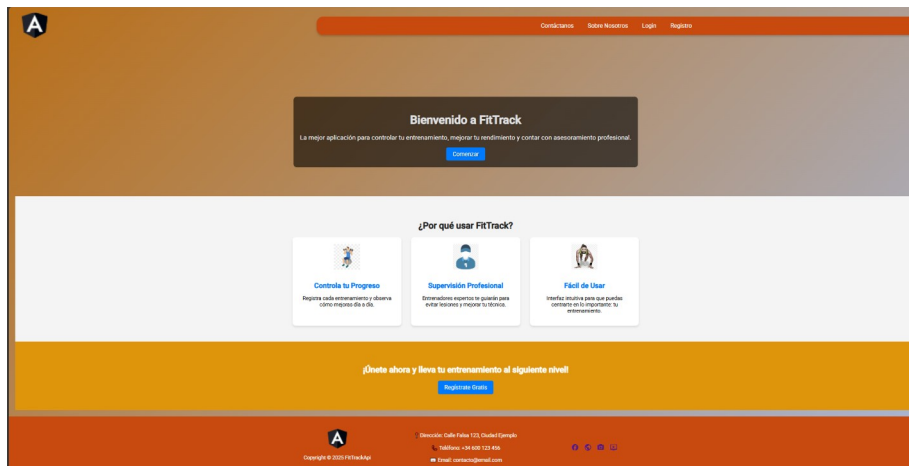 Contáctanos Sobre Nosotros Login Registro
Bienvenido a FitTrack
La mejor aplicación para controlar tu entrenamiento, mejorar tu rendimiento y contar con asesoramiento profesional.
Comenzar
¿Por qué usar FitTrack?
Controla tu Progreso
Registra cada entrenamiento y observa
cómo mejoras día a día.
Supervisión Profesional
Entrenadores expertos te guiarán para
evitar lesiones y mejorar tu técnica.
Fácil de Usar
Interfaz intuitiva para que puedas
centrarte en lo importante: tu
entrenamiento.
¡Únete ahora y lleva tu entrenamiento al siguiente nivel!
Regístrate Gratis
A
Copyright © 2025 FitTrackApi
Dirección: Calle Falsa 123, Ciudad Ejemplo
Teléfono: +34 600 123 456
Email: contacto@email.com